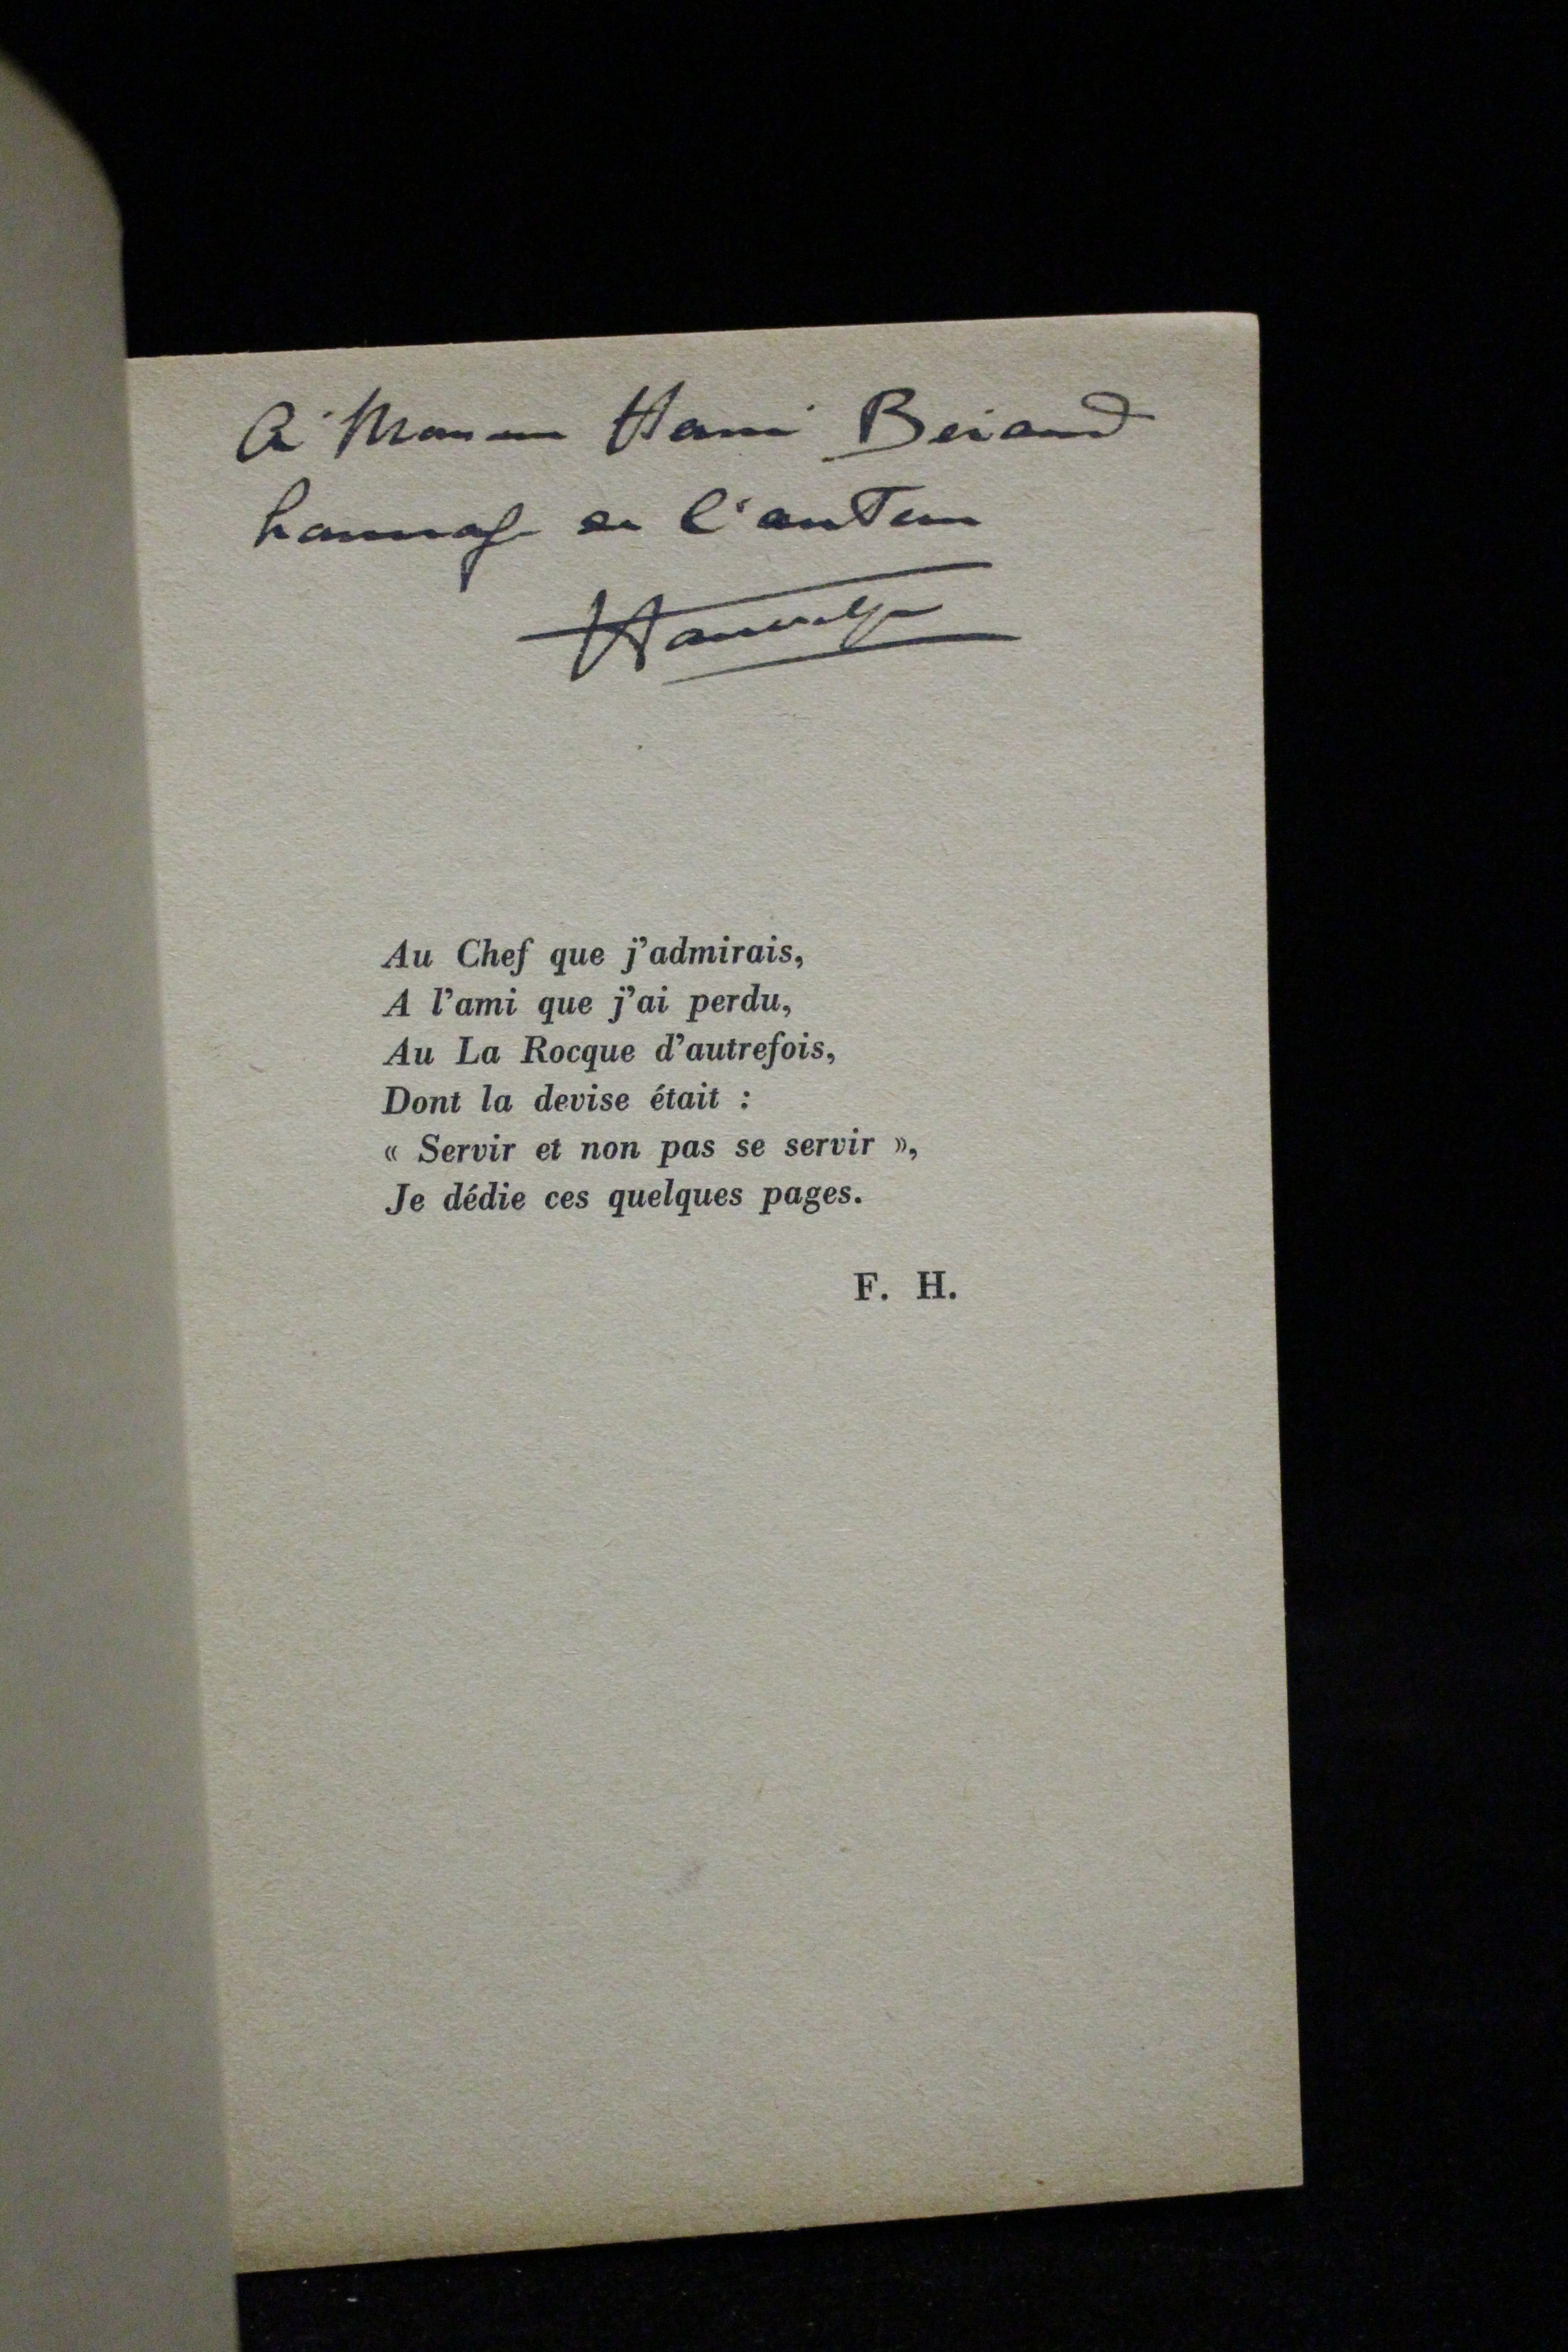 A Monsieur Henri Beraud
hommage de l'auteur
Au Chef que j'admirais,
A l'ami que j'ai perdu,
Au La Rocque d'autrefois,
Dont la devise était :
« Servir et non pas se servir »,
Je dédie ces quelques pages.
F. H.